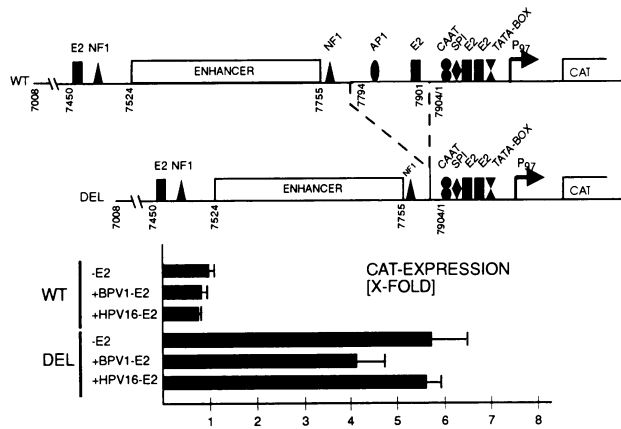 E2 NF1 NF1 AP1 E2 CAAT SPI E2 E2 TATA-BOX P97
WT ENHANCER CAT
7008 7450 7524 7755 7794 7901 7904/1
E2 NF1 NF1 CAAT SPI E2 E2 TATA-BOX P97
DEL ENHANCER CAT
7008 7450 7524 7755 7904/1
CAT-EXPRESSION
[X-FOLD]
WT
-E2
+BPV1-E2
+HPV16-E2
DEL
-E2
+BPV1-E2
+HPV16-E2
1 2 3 4 5 6 7 8